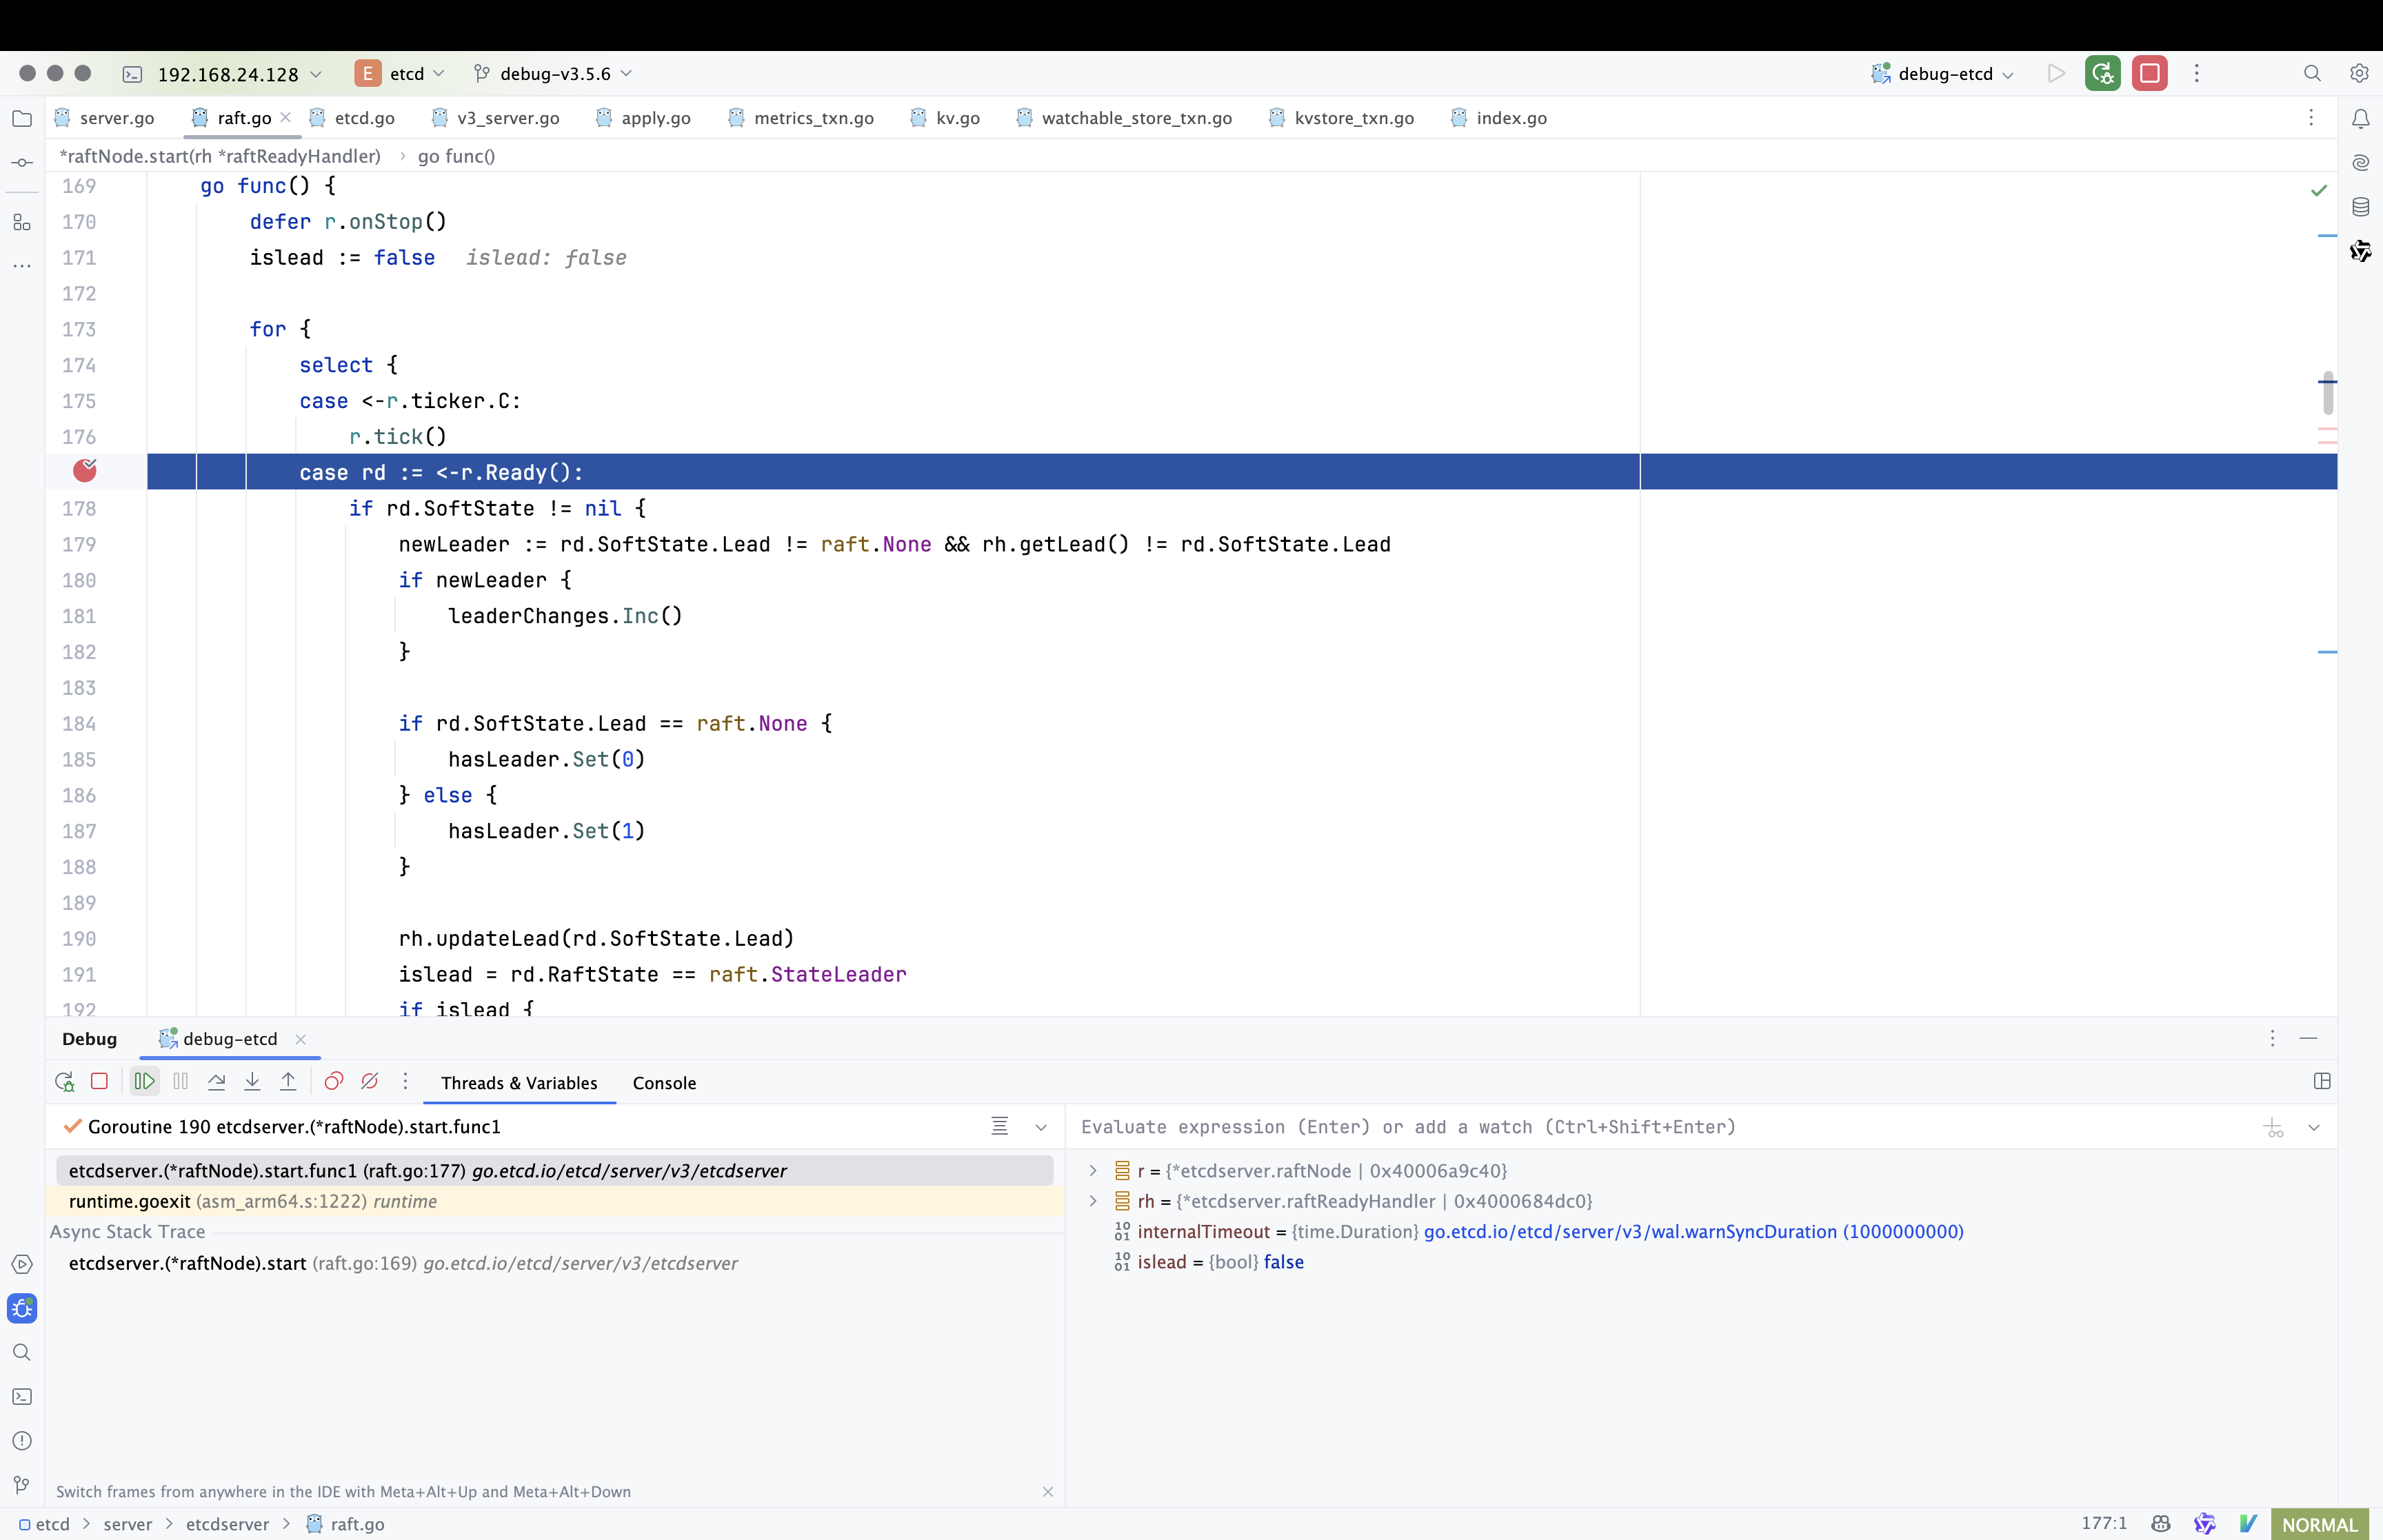 192.168.24.128
E etcd
debug-v3.5.6
debug-etcd
server.go raft.go etcd.go v3_server.go apply.go metrics_txn.go kv.go watchable_store_txn.go kvstore_txn.go index.go
*raftNode.start(rh *raftReadyHandler) > go func()
169 go func() {
170 defer r.onStop()
171 islead := false islead: false
172
173 for {
174 select {
175 case <-r.ticker.C:
176 r.tick()
case rd := <-r.Ready():
178 if rd.SoftState != nil {
179 newLeader := rd.SoftState.Lead != raft.None && rh.getLead() != rd.SoftState.Lead
180 if newLeader {
181 leaderChanges.Inc()
182 }
183
184 if rd.SoftState.Lead == raft.None {
185 hasLeader.Set(0)
186 } else {
187 hasLeader.Set(1)
188 }
189
190 rh.updateLead(rd.SoftState.Lead)
191 islead = rd.RaftState == raft.StateLeader
192 if islead {
Debug debug-etcd
Threads & Variables Console
Goroutine 190 etcdserver.(*raftNode).start.func1
etcdserver.(*raftNode).start.func1 (raft.go:177) go.etcd.io/etcd/server/v3/etcdserver
runtime.goexit (asm_arm64.s:1222) runtime
Async Stack Trace
etcdserver.(*raftNode).start (raft.go:169) go.etcd.io/etcd/server/v3/etcdserver
Switch frames from anywhere in the IDE with Meta+Alt+Up and Meta+Alt+Down
Evaluate expression (Enter) or add a watch (Ctrl+Shift+Enter)
r = {*etcdserver.raftNode | 0x40006a9c40}
rh = {*etcdserver.raftReadyHandler | 0x4000684dc0}
internalTimeout = {time.Duration} go.etcd.io/etcd/server/v3/wal.warnSyncDuration (1000000000)
islead = {bool} false
etcd > server > etcdserver > raft.go
177:1
NORMAL